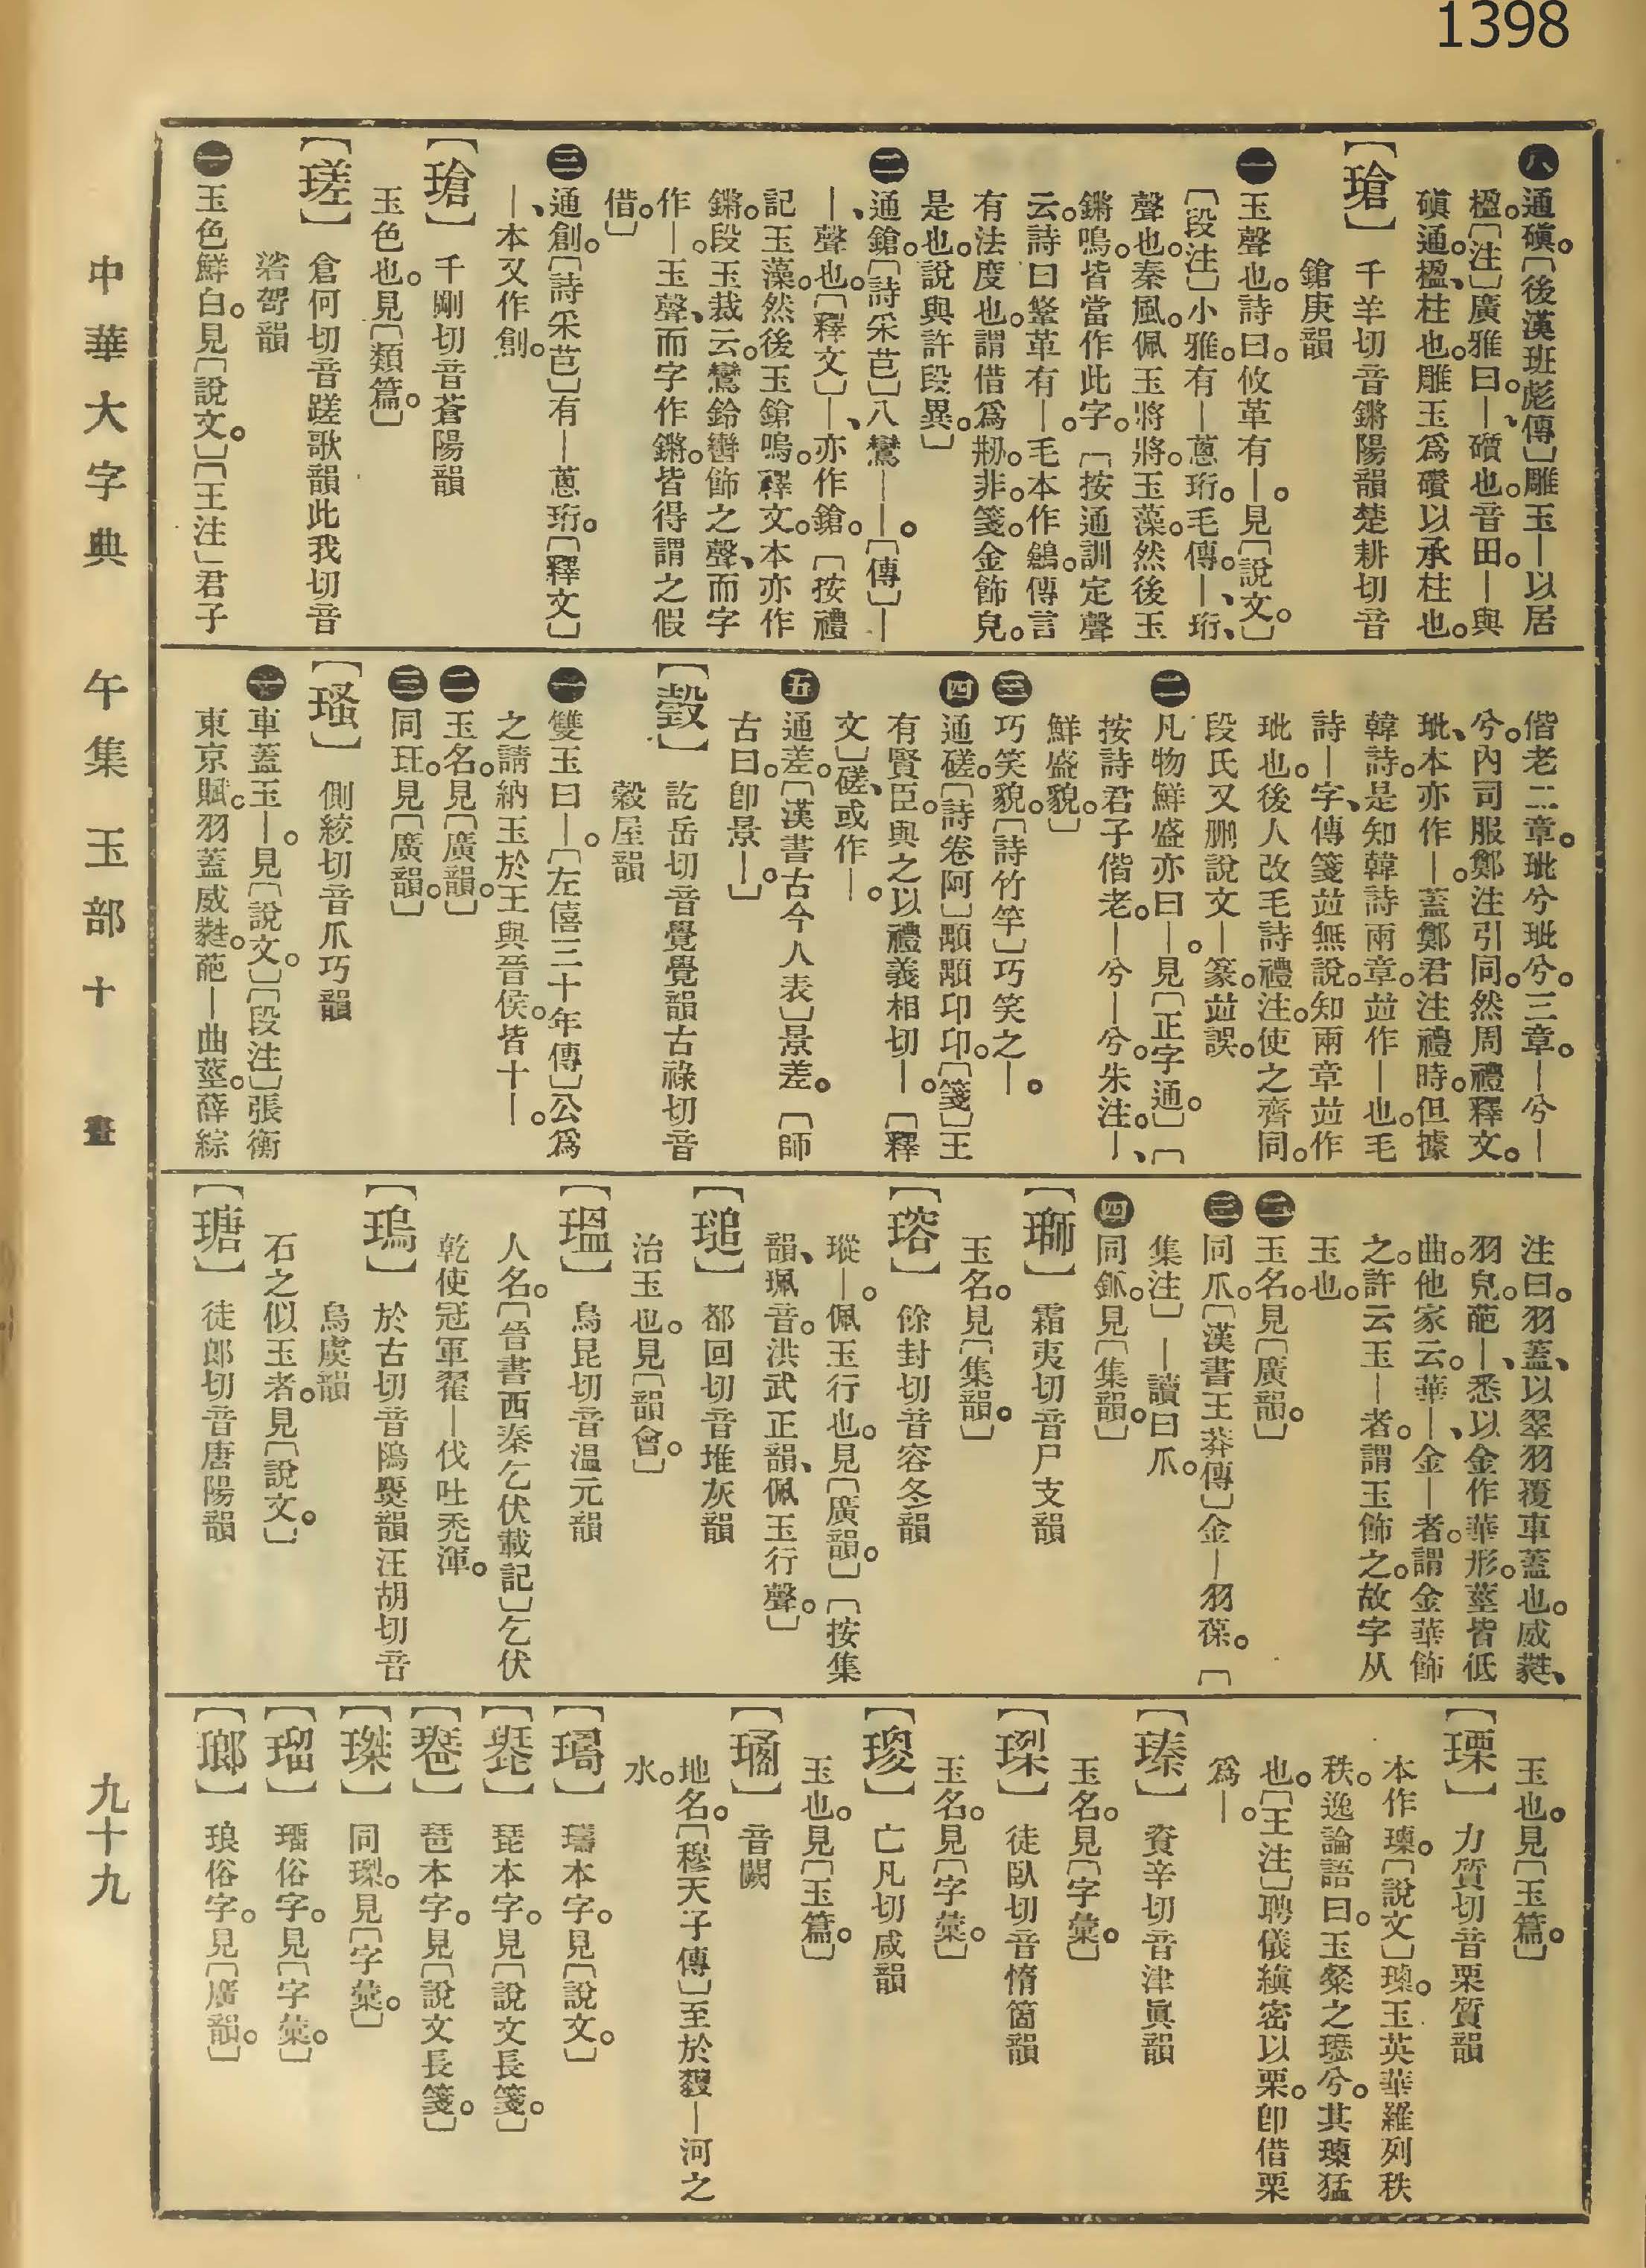 1398
八通磌。〔後漢班彪傳〕雕玉—以居
楹。〔注〕廣雅曰。—礩也。音田。—與
磌通。楹、柱也。雕玉爲礩以承柱也。
【瑲】千羊切音鏘陽韻楚耕切音
鎗庚韻
一玉聲也。詩曰。攸革有—。見〔說文。〕
〔段注〕小雅。有—蔥珩。毛傳。—、珩、
聲也。秦風。佩玉將將。玉藻。然後玉
鏘鳴。皆當作此字。〔按通訓定聲
云。詩曰鞗革有—。毛本作鶬。傳言
有法度也。謂借爲刱。非。箋。金飾皃。
是也。說與許段異。〕
二通鎗。〔詩采芑〕八鸞——。〔傳〕—
—、聲也。〔釋文〕—、亦作鎗。〔按禮
記玉藻。然後玉鎗鳴。釋文。本亦作
鏘。段玉裁云。鸞鈴轡飾之聲、而字
作—。玉聲、而字作鏘。皆得謂之假
借。〕
三通創。〔詩采芑〕有—蔥珩。〔釋文〕
—、本又作創。
【瑲】千剛切音蒼陽韻
玉色也。見〔類篇。〕
【瑳】倉何切音蹉歌韻此我切音
㭫哿韻
一玉色鮮白。見〔說文。〕〔王注〕君子
偕老二章。玼兮玼兮。三章。—兮—
兮。內司服鄭注引同。然周禮釋文。
玼、本亦作—。蓋鄭君注禮時。但據
韓詩。是知韓詩兩章。竝作—也。毛
詩—字、傳箋竝無說。知兩章竝作
玼也。後人改毛詩禮注。使之齊同。
段氏又刪說文—篆。竝誤。
二凡物鮮盛亦曰—。見〔正字通。〕〔
按詩君子偕老。—兮—兮。朱注。—、
鮮盛貌。〕
三巧笑貌。〔詩竹竿〕巧笑之—。
四通磋。〔詩卷阿〕顒顒卬卬。〔箋〕王
有賢臣。與之以禮義相切—。〔釋
文〕磋、或作—。
五通差。〔漢書古今人表〕景差。〔師
古曰。卽景—。〕
【瑴】訖岳切音覺覺韻古祿切音
穀屋韻
一雙玉曰—。〔左僖三十年傳〕公爲
之請納玉於王與晉侯。皆十—。
二玉名。見〔廣韻。〕
三同玨。見〔廣韻。〕
【瑵】側絞切音爪巧韻
一車蓋玉—。見〔說文。〕〔段注〕張衡
東京賦。羽蓋威蕤。葩—曲莖。薛綜
注曰。羽蓋、以翠羽覆車蓋也。威蕤、
羽皃。葩—、悉以金作華形。莖皆低
曲。他家云。華—、金—者。謂金華飾
之。許云玉—者。謂玉飾之。故字从
玉也。
二玉名。見〔廣韻。〕
三同爪。〔漢書王莽傳〕金—羽葆。〔
集注〕—讀曰爪。
四同釽。見〔集韻。〕
【㻿】霜夷切音尸支韻
玉名。見〔集韻。〕
【瑢】餘封切音容冬韻
瑽—。佩玉行也。見〔廣韻。〕〔按集
韻、珮音。洪武正韻、佩玉行聲。〕
【㻽】都回切音堆灰韻
治玉也。見〔韻會。〕
【瑥】烏昆切音溫元韻
人名。〔晉書西秦乞伏載記〕乞伏
乾使冠軍翟—伐吐禿渾。
【瑦】於古切音隖麌韻汪胡切音
烏虞韻
石之似玉者。見〔說文。〕
【瑭】徒郎切音唐陽韻
玉也。見〔玉篇。〕
【瑮】力質切音栗質韻
本作瓅。〔說文〕瓅。玉英華羅列秩
秩。逸論語曰。玉粲之璱兮。其瓅猛
也。〔王注〕聘儀縝密以栗。卽借栗
爲—。
【瑧】資辛切音津眞韻
玉名。見〔字彙。〕
徒臥切音惰箇韻
玉名。見〔字彙。〕
亡凡切咸韻
玉也。見〔玉篇。〕
音闕
地名。〔穆天子傳〕至於㲄—河之
水。
本字。見〔說文。〕
琵本字。見〔說文長箋。〕
琶本字。見〔說文長箋。〕
同瑮。見〔字彙。〕
【瑠】璢俗字。見〔字彙。〕
【瑯】琅俗字。見〔廣韻。〕
中華大字典 午集 玉部 十畫 九十九